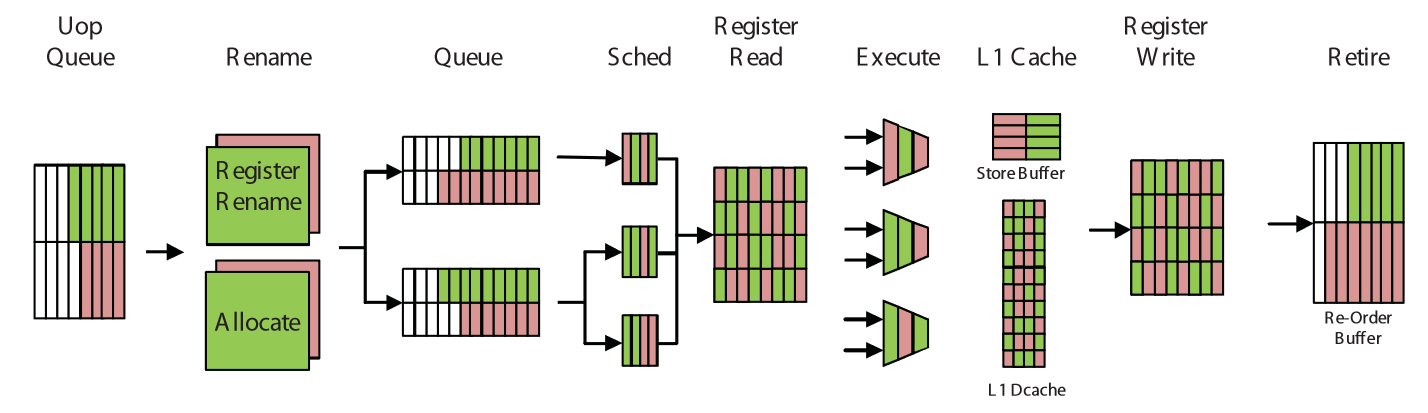 Uop
Queue
Rename
Queue
Sched
Register
Read
Execute
L1 Cache
Register
Write
Retire
Register
Rename
Allocate
Store Buffer
L1 Dcache
Re-Order
Buffer